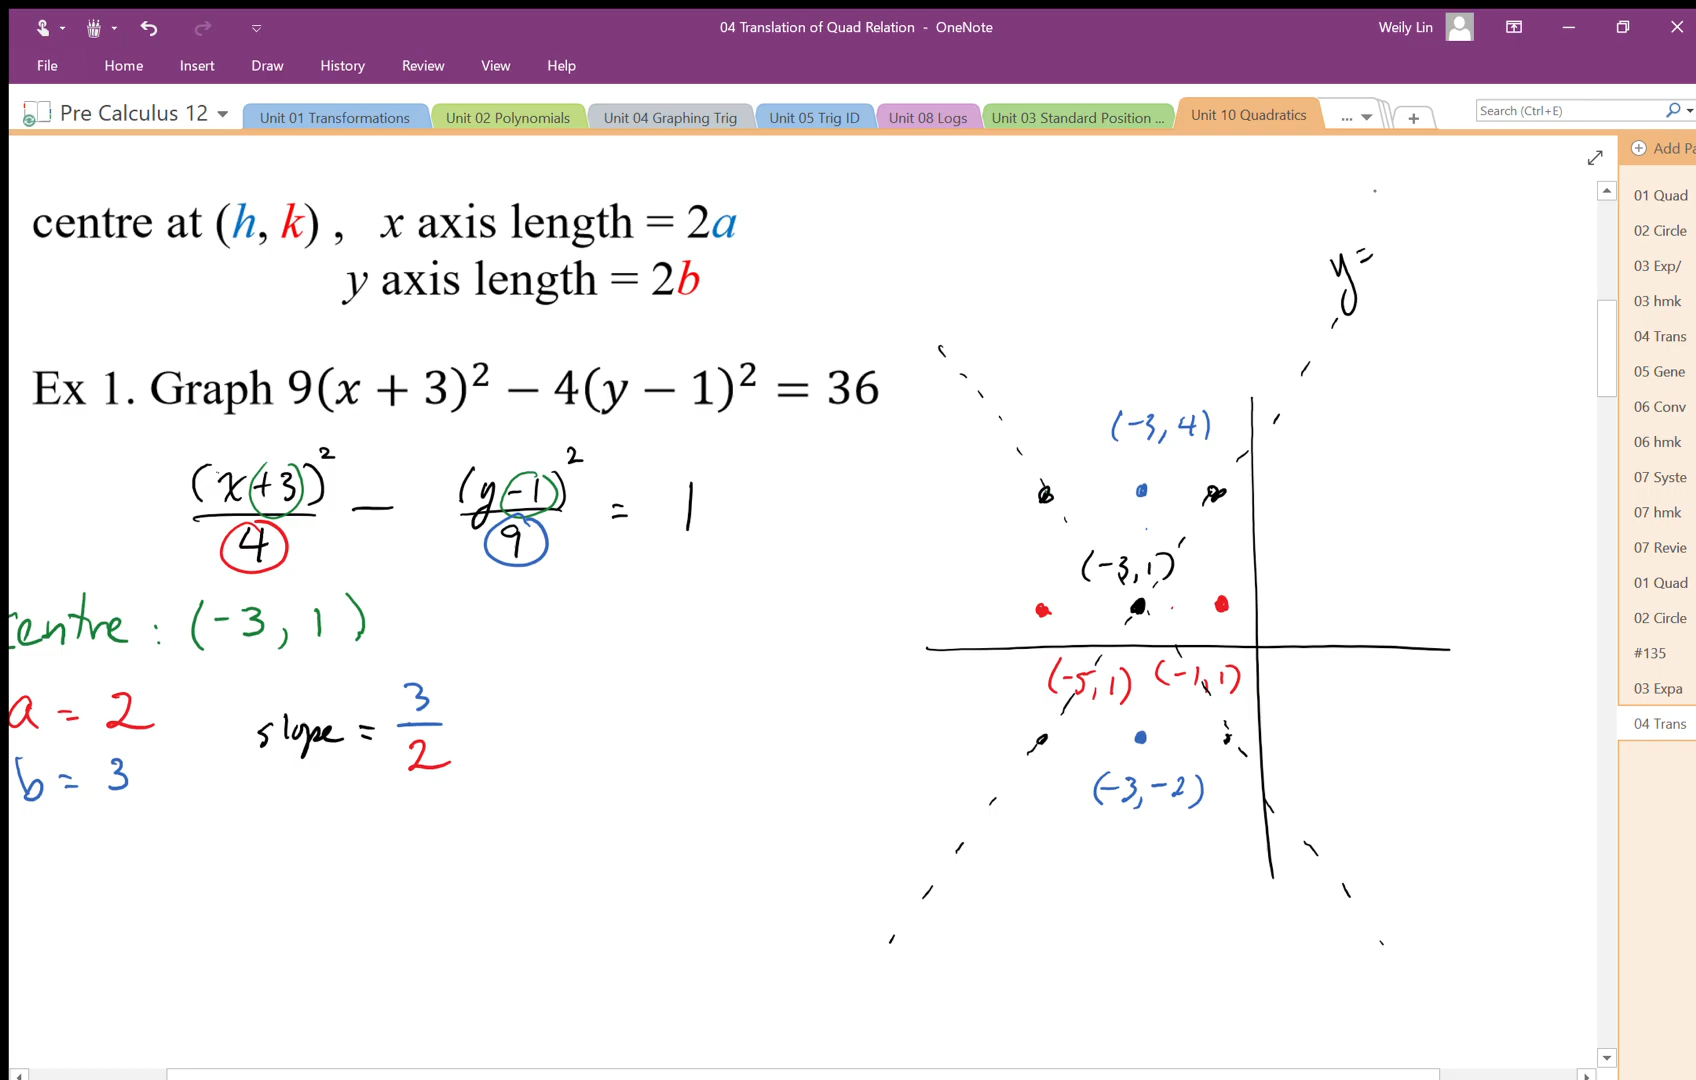 04 Translation of Quad Relation - OneNote
Weily Lin
File Home Insert Draw History Review View Help
Pre Calculus 12
Unit 01 Transformations
Unit 02 Polynomials
Unit 04 Graphing Trig
Unit 05 Trig ID
Unit 08 Logs
Unit 03 Standard Position ...
Unit 10 Quadratics
...
Search (Ctrl+E)
centre at (h, k) , x axis length = 2a
y axis length = 2b
Ex 1. Graph 9(x + 3)² − 4(y − 1)² = 36
(x+3)²/4 − (y−1)²/9 = 1
centre : (-3, 1)
a = 2
b = 3
slope = 3/2
y =
(-3, 4)
(-3, 1)
(-5, 1) (-1, 1)
(-3, -2)
Add Pa
01 Quad
02 Circle
03 Exp/
03 hmk
04 Trans
05 Gene
06 Conv
06 hmk
07 Syste
07 hmk
07 Revie
01 Quad
02 Circle
#135
03 Expa
04 Trans